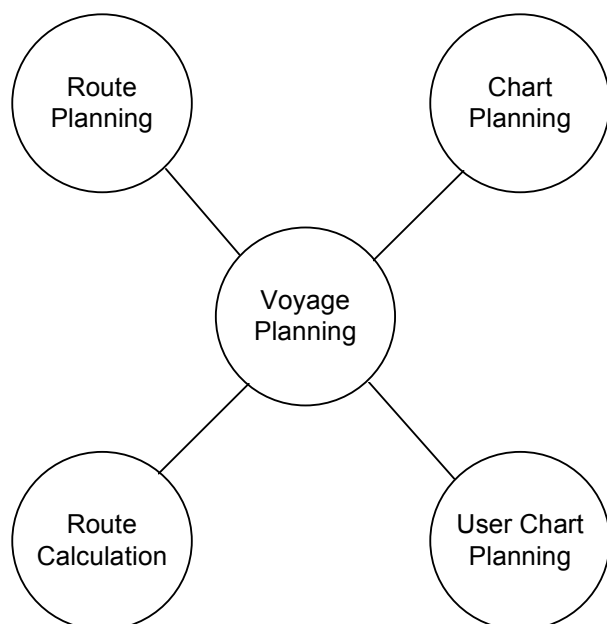 Route
Planning
Chart
Planning
Voyage
Planning
Route
Calculation
User Chart
Planning